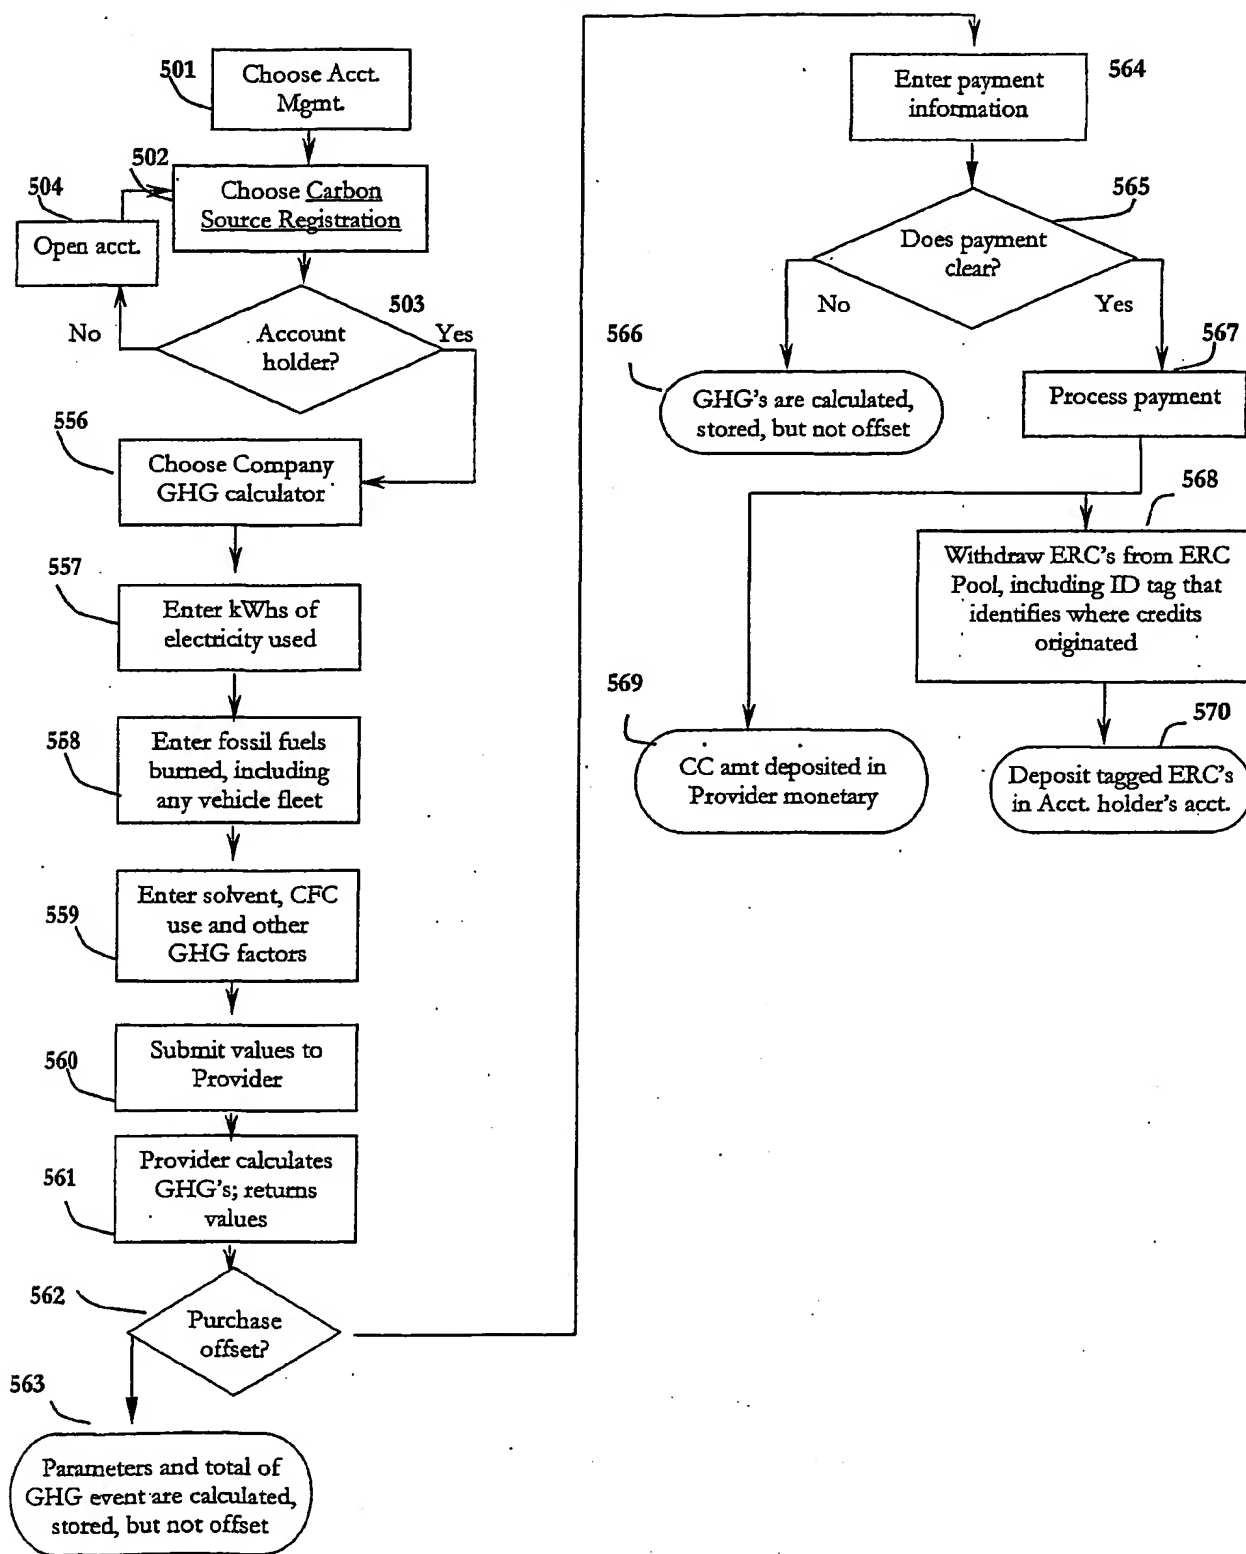 501
Choose Acct.
Mgmt.
502
Choose Carbon
Source Registration
504
Open acct.
503
Account
holder?
No
Yes
556
Choose Company
GHG calculator
557
Enter kWhs of
electricity used
558
Enter fossil fuels
burned, including
any vehicle fleet
559
Enter solvent, CFC
use and other
GHG factors
560
Submit values to
Provider
561
Provider calculates
GHG's; returns
values
562
Purchase
offset?
563
Parameters and total of
GHG event are calculated,
stored, but not offset
564
Enter payment
information
565
Does payment
clear?
No
Yes
566
GHG's are calculated,
stored, but not offset
567
Process payment
568
Withdraw ERC's from ERC
Pool, including ID tag that
identifies where credits
originated
569
CC amt deposited in
Provider monetary
570
Deposit tagged ERC's
in Acct. holder's acct.